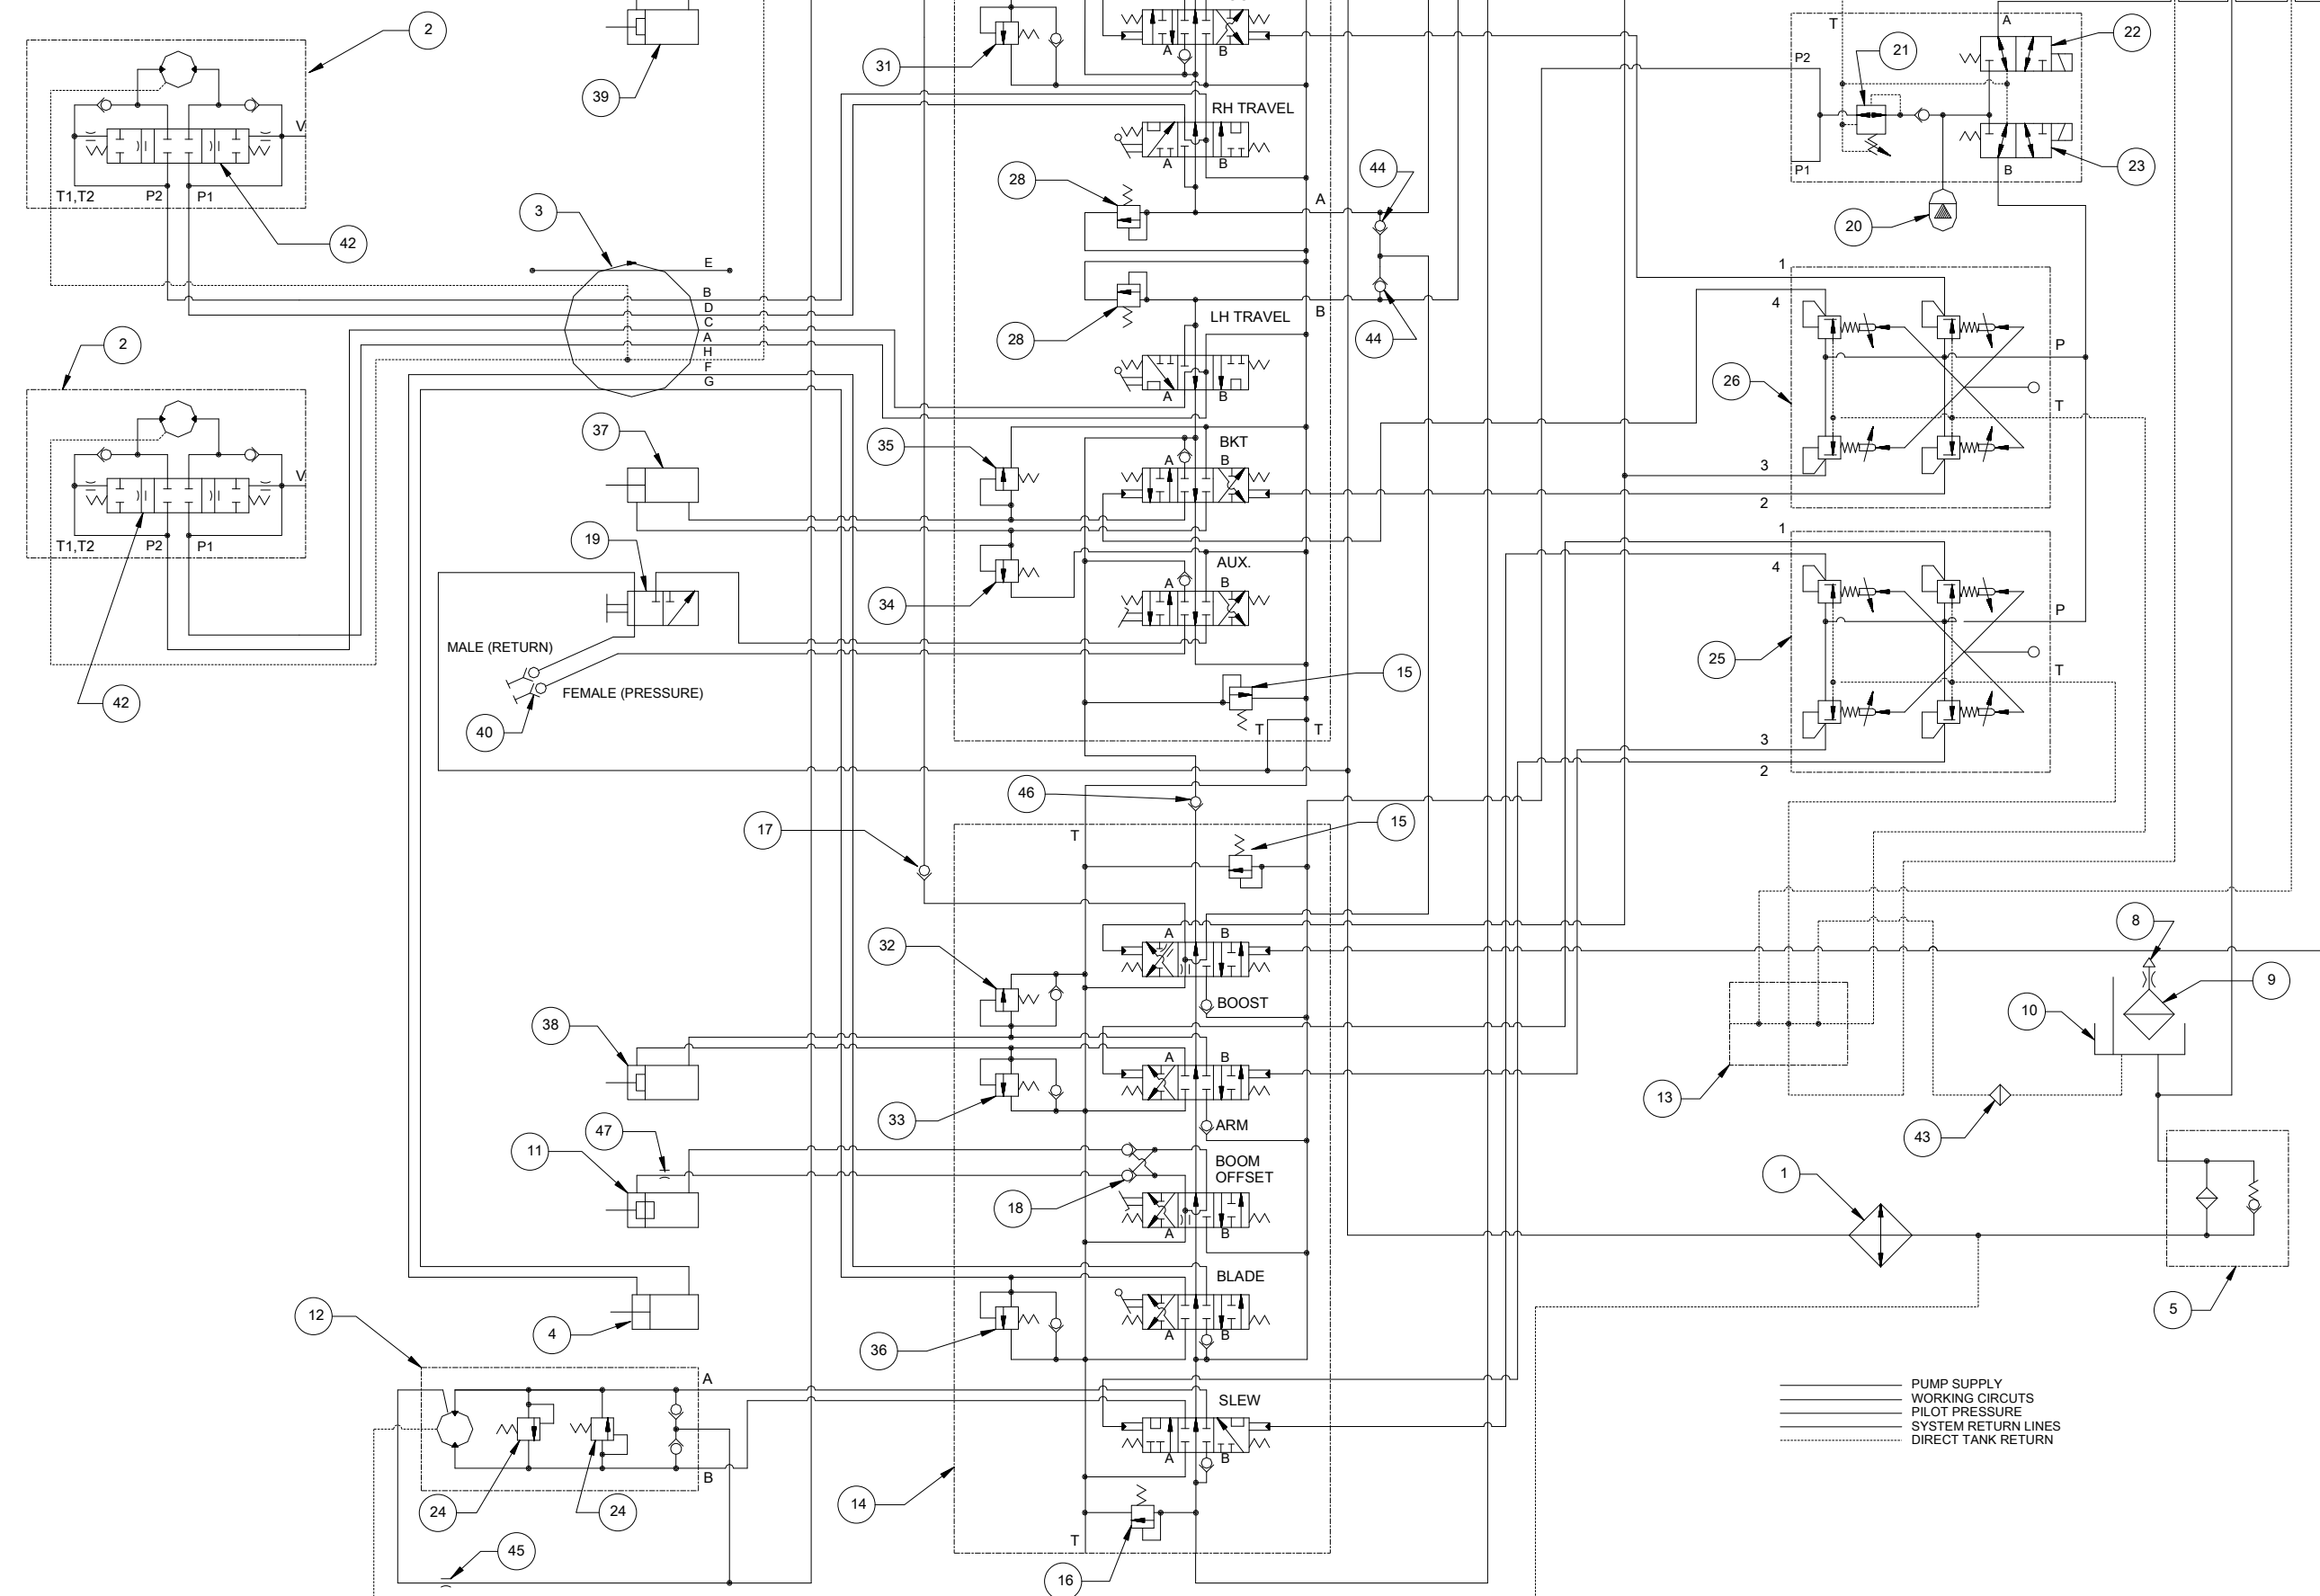 2
39
31
A
B
T
A
22
21
P2
P1
B
23
20
RH TRAVEL
A
B
V
T1,T2
P2
P1
42
3
28
44
A
E
B
D
C
A
H
F
G
28
LH TRAVEL
B
44
A
B
1
4
P
26
T
3
2
2
V
T1,T2
P2
P1
42
37
35
BKT
A
B
19
AUX.
A
B
34
MALE (RETURN)
FEMALE (PRESSURE)
40
15
T
T
1
4
P
25
T
3
2
46
17
T
15
32
A
B
BOOST
38
A
B
33
ARM
47
11
BOOM
OFFSET
18
A
B
BLADE
4
36
A
B
12
A
SLEW
A
B
B
24
24
14
T
45
16
8
9
10
13
43
1
5
PUMP SUPPLY
WORKING CIRCUTS
PILOT PRESSURE
SYSTEM RETURN LINES
DIRECT TANK RETURN